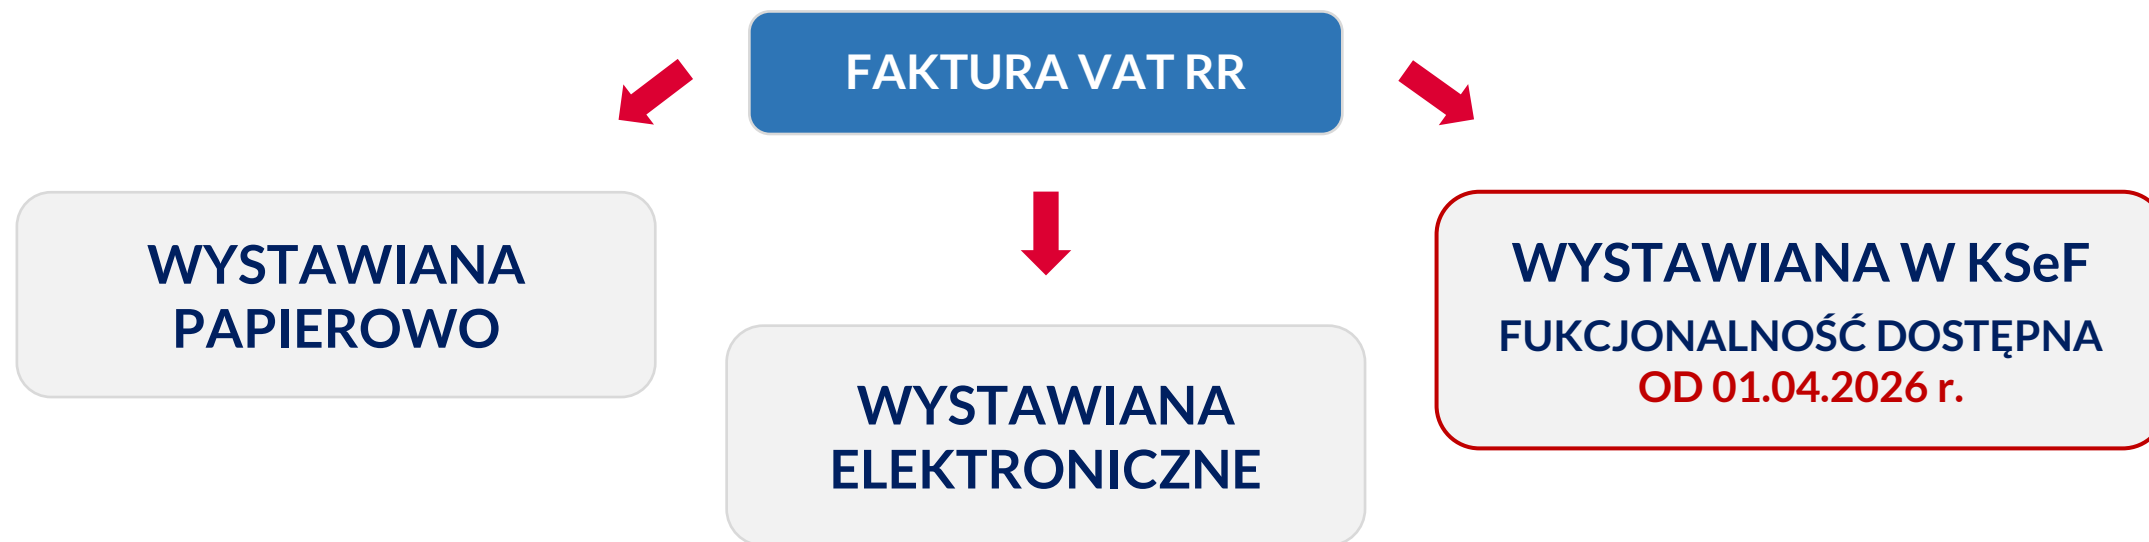 FAKTURA VAT RR
WYSTAWIANA
PAPIEROWO
WYSTAWIANA
ELEKTRONICZNE
WYSTAWIANA W KSeF
FUKCJONALNOŚĆ DOSTĘPNA
OD 01.04.2026 r.